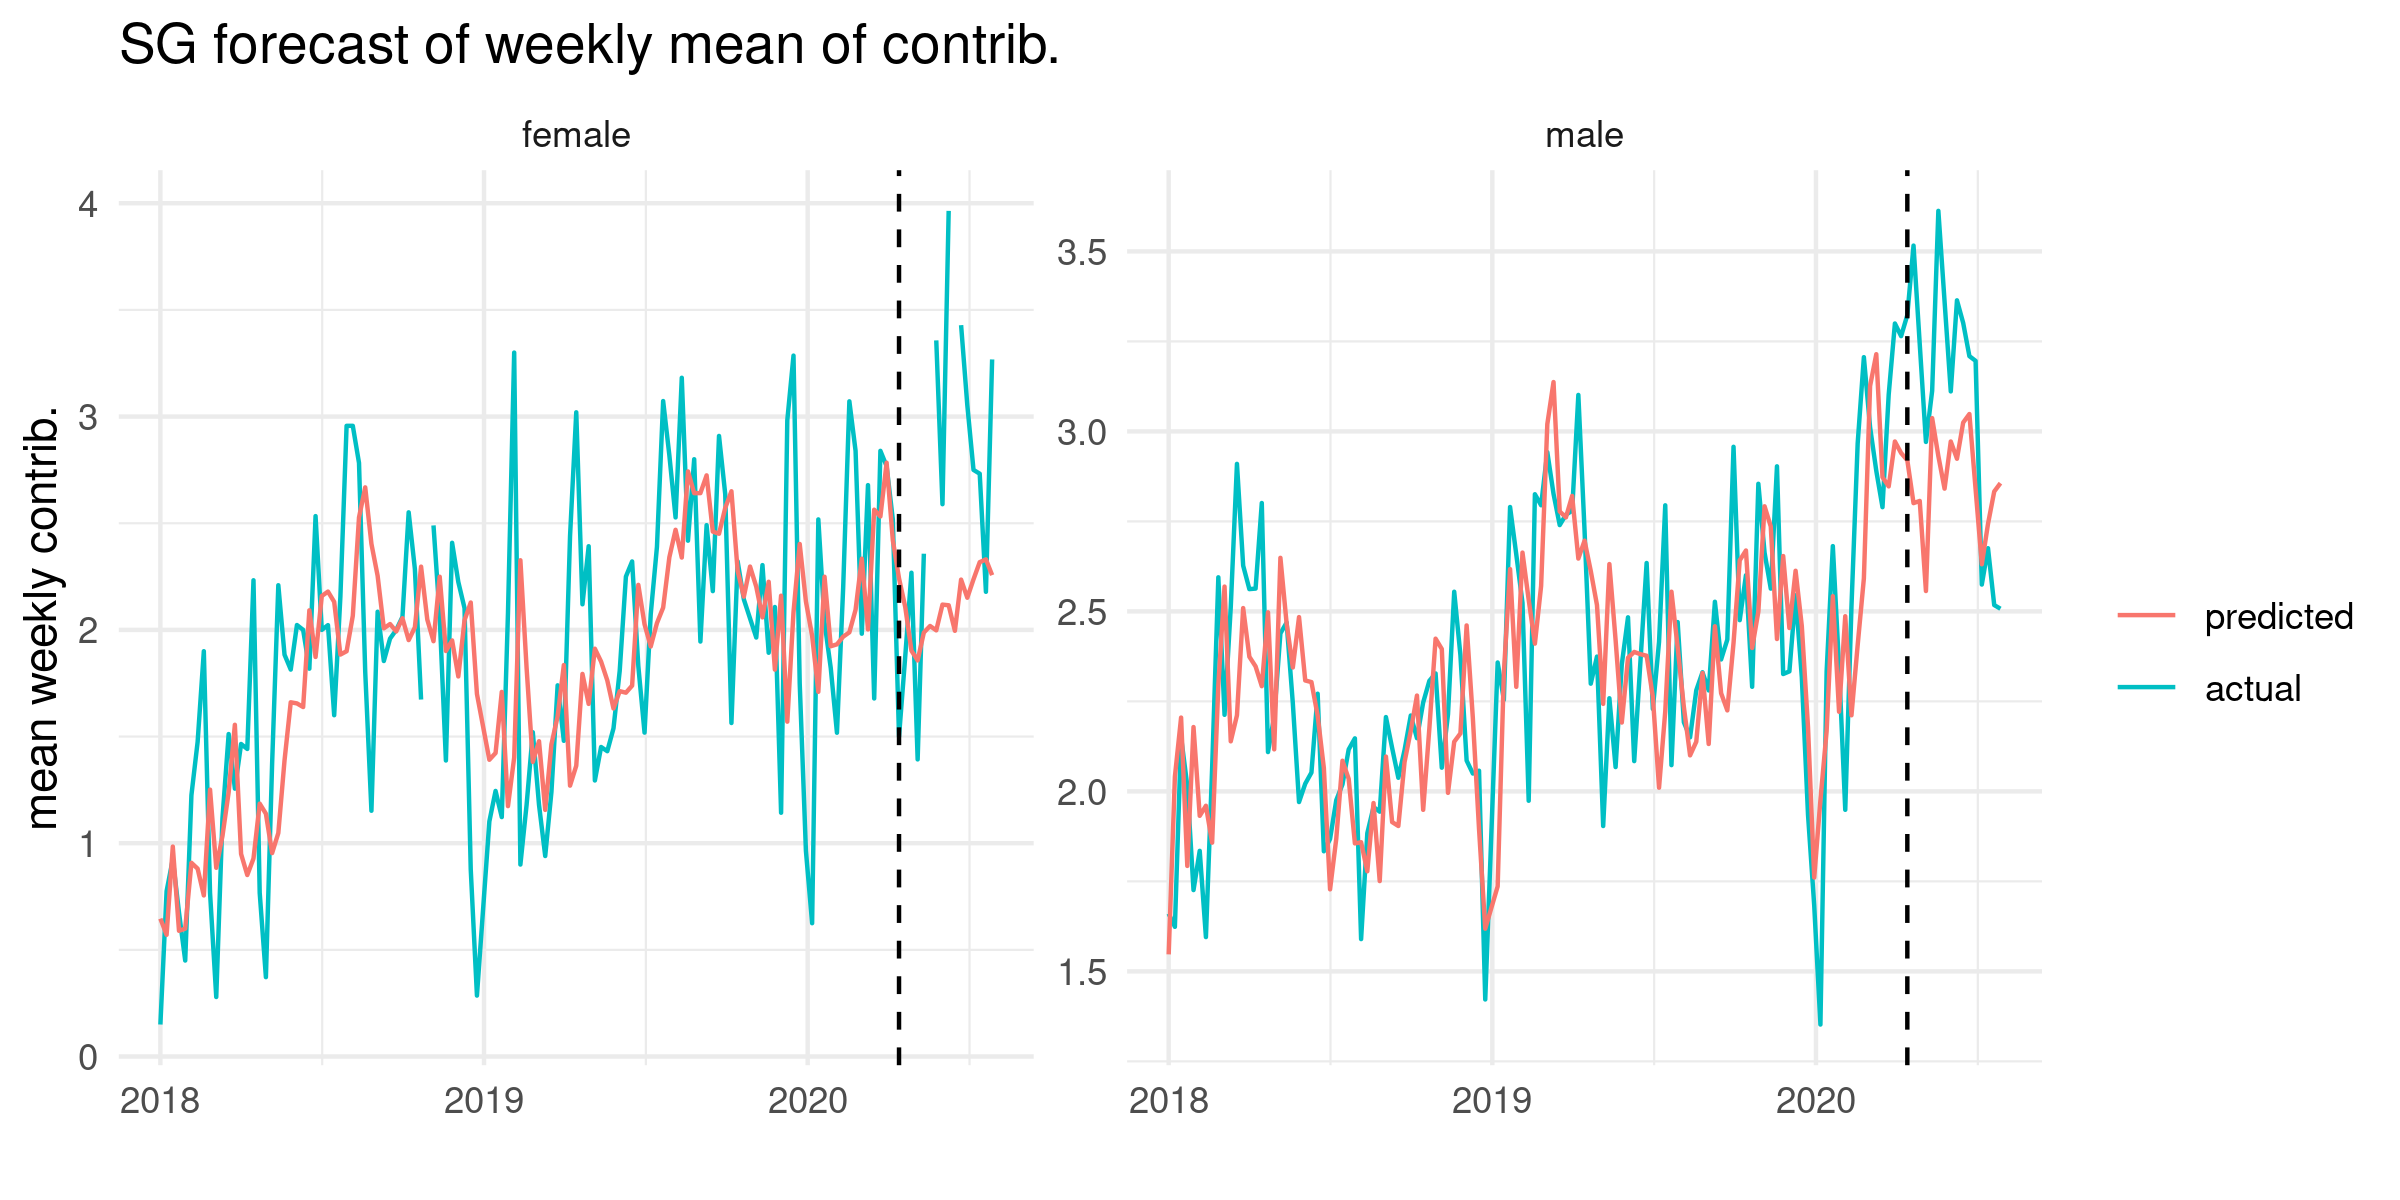 SG forecast of weekly mean of contrib.
female
male
mean weekly contrib.
4
3
2
1
0
3.5
3.0
2.5
2.0
1.5
2018
2019
2020
2018
2019
2020
predicted
actual